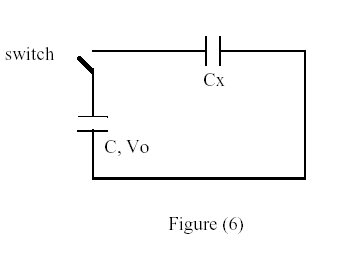 switch
Cx
C, Vo
Figure (6)